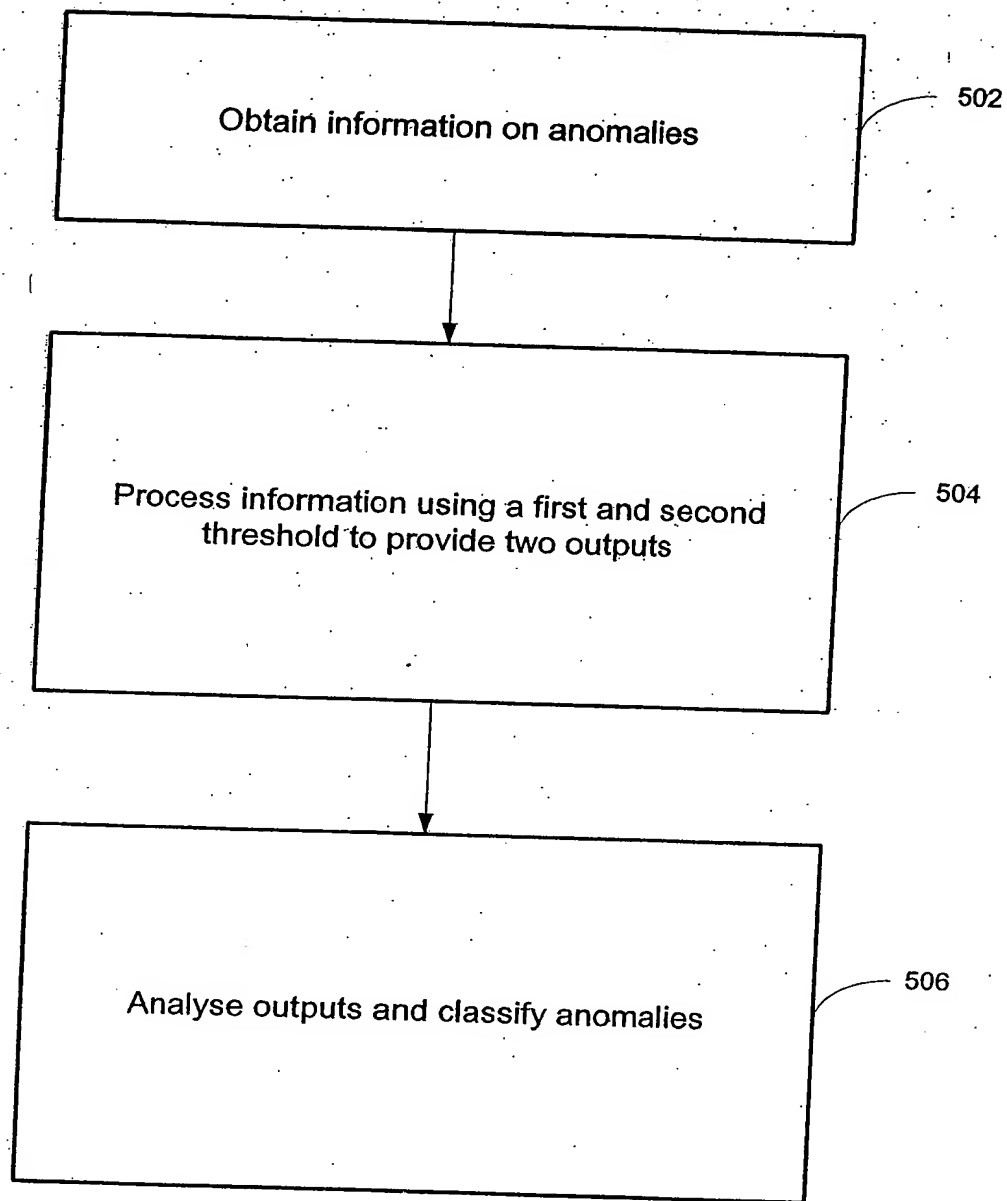 Obtain information on anomalies
502
Process information using a first and second
threshold to provide two outputs
504
Analyse outputs and classify anomalies
506